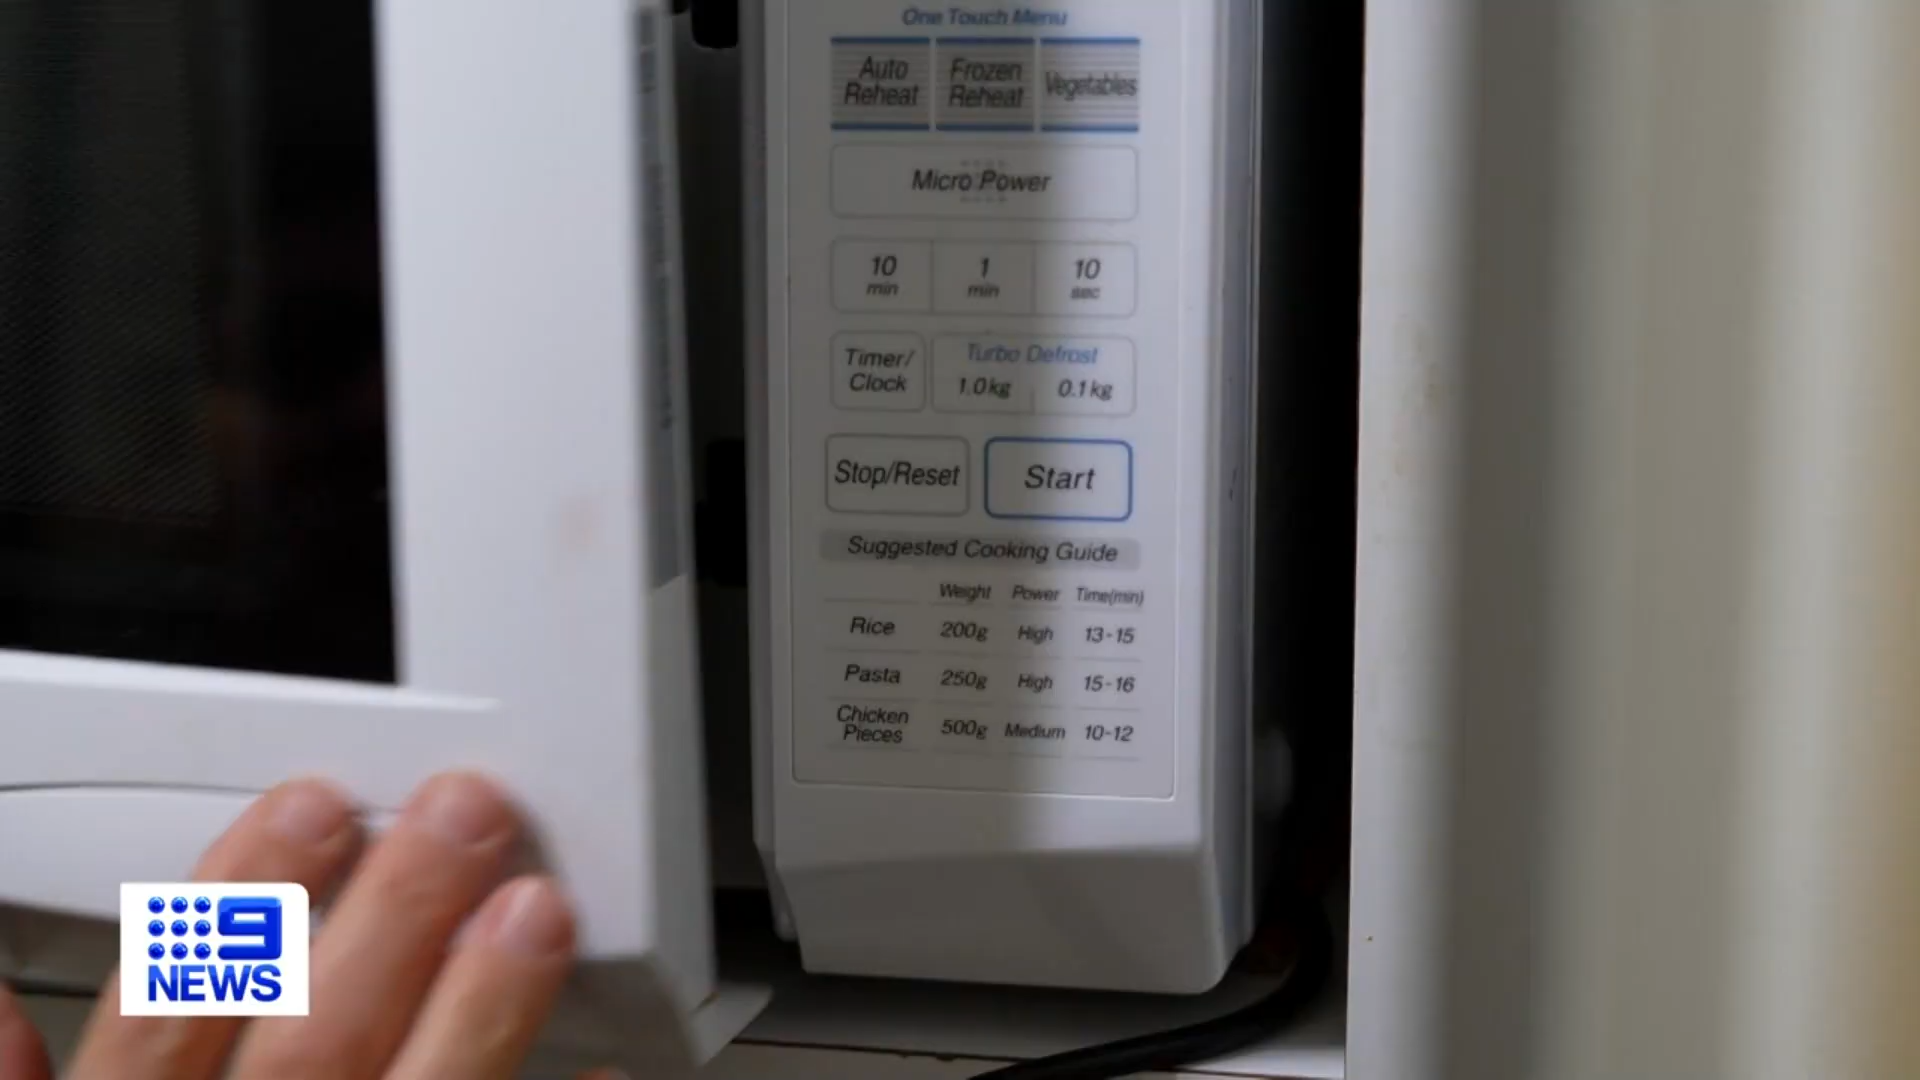 One Touch Menu
Auto
Reheat
Frozen
Reheat
Vegetables
Micro Power
10
min
1
min
10
sec
Timer/
Clock
Turbo Defrost
1.0kg 0.1kg
Stop/Reset
Start
Suggested Cooking Guide
Weight Power Time(min)
Rice 200g High 13-15
Pasta 250g High 15-16
Chicken
Pieces
500g Medium 10-12
9
NEWS